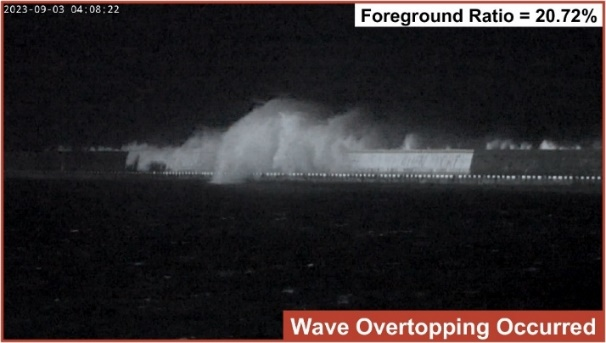 2023-09-03 04:08:22
Foreground Ratio = 20.72%
Wave Overtopping Occurred